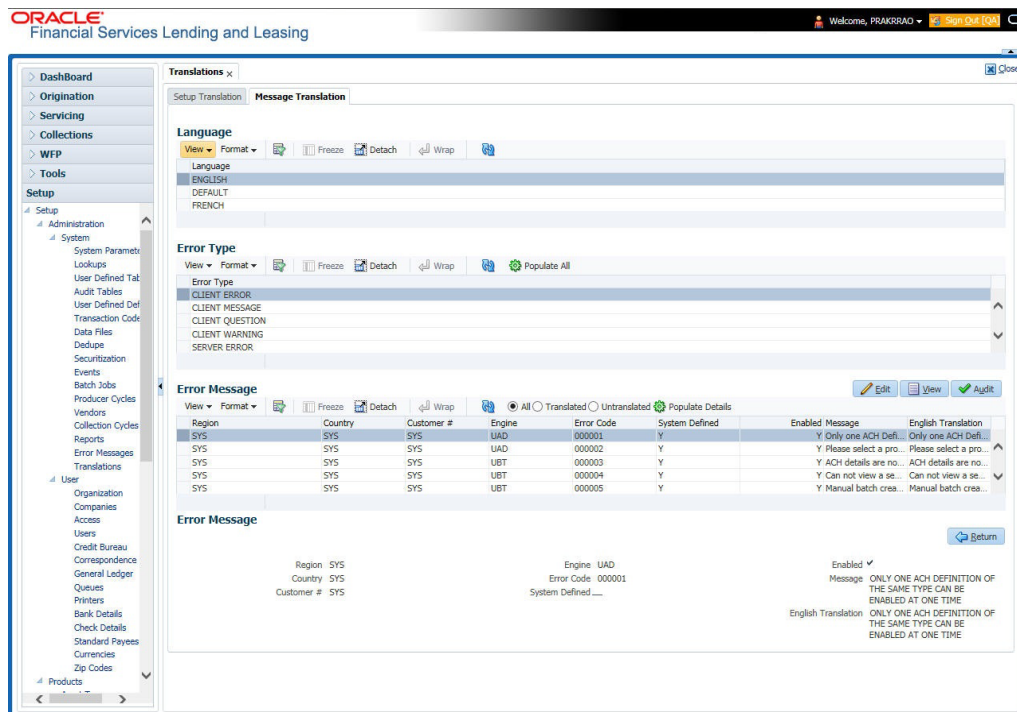 ORACLE®
Financial Services Lending and Leasing
Welcome, PRAKRRAO
Sign Out [QA]
Close
DashBoard
Origination
Servicing
Collections
WFP
Tools
Setup
Setup
Administration
System
System Paramete
Lookups
User Defined Tab
Audit Tables
User Defined Def
Transaction Code
Data Files
Dedupe
Securitization
Events
Batch Jobs
Producer Cycles
Vendors
Collection Cycles
Reports
Error Messages
Translations
User
Organization
Companies
Access
Users
Credit Bureau
Correspondence
General Ledger
Queues
Printers
Bank Details
Check Details
Standard Payees
Currencies
Zip Codes
Products
Translations x
Setup Translation Message Translation
Language
View Format Freeze Detach Wrap
Language
ENGLISH
DEFAULT
FRENCH
Error Type
View Format Freeze Detach Wrap Populate All
Error Type
CLIENT ERROR
CLIENT MESSAGE
CLIENT QUESTION
CLIENT WARNING
SERVER ERROR
Error Message
Edit View Audit
View Format Freeze Detach Wrap All Translated Untranslated Populate Details
Region Country Customer # Engine Error Code System Defined Enabled Message English Translation
SYS SYS SYS UAD 000001 Y Y Only one ACH Defi... Only one ACH Defi...
SYS SYS SYS UAD 000002 Y Y Please select a pro... Please select a pro...
SYS SYS SYS UBT 000003 Y Y ACH details are no... ACH details are no...
SYS SYS SYS UBT 000004 Y Y Can not view a se... Can not view a se...
SYS SYS SYS UBT 000005 Y Y Manual batch crea... Manual batch crea...
Error Message
Return
Region SYS
Country SYS
Customer # SYS
Engine UAD
Error Code 000001
System Defined
Enabled
Message ONLY ONE ACH DEFINITION OF
THE SAME TYPE CAN BE
ENABLED AT ONE TIME
English Translation ONLY ONE ACH DEFINITION OF
THE SAME TYPE CAN BE
ENABLED AT ONE TIME